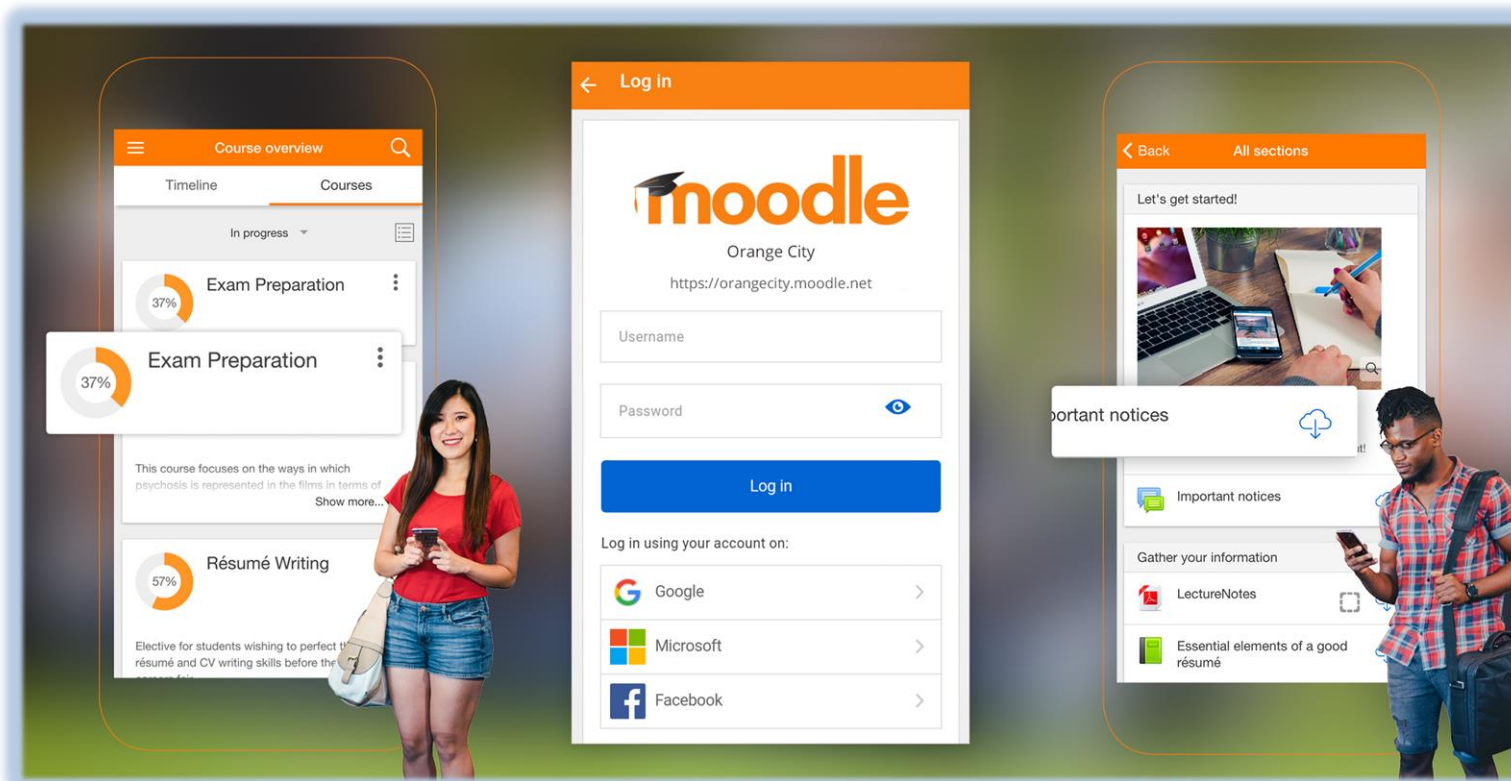 Course overview
Timeline
Courses
In progress
37%
Exam Preparation
37%
Exam Preparation
This course focuses on the ways in which
psychosis is represented in the films in terms of
Show more...
57%
Résumé Writing
Elective for students wishing to perfect
résumé and CV writing skills before the
Log in
moodle
Orange City
https://orangecity.moodle.net
Username
Password
Log in
Log in using your account on:
Google
Microsoft
Facebook
Back
All sections
Let's get started!
notices
Important notices
Gather your information
LectureNotes
Essential elements of a good
résumé